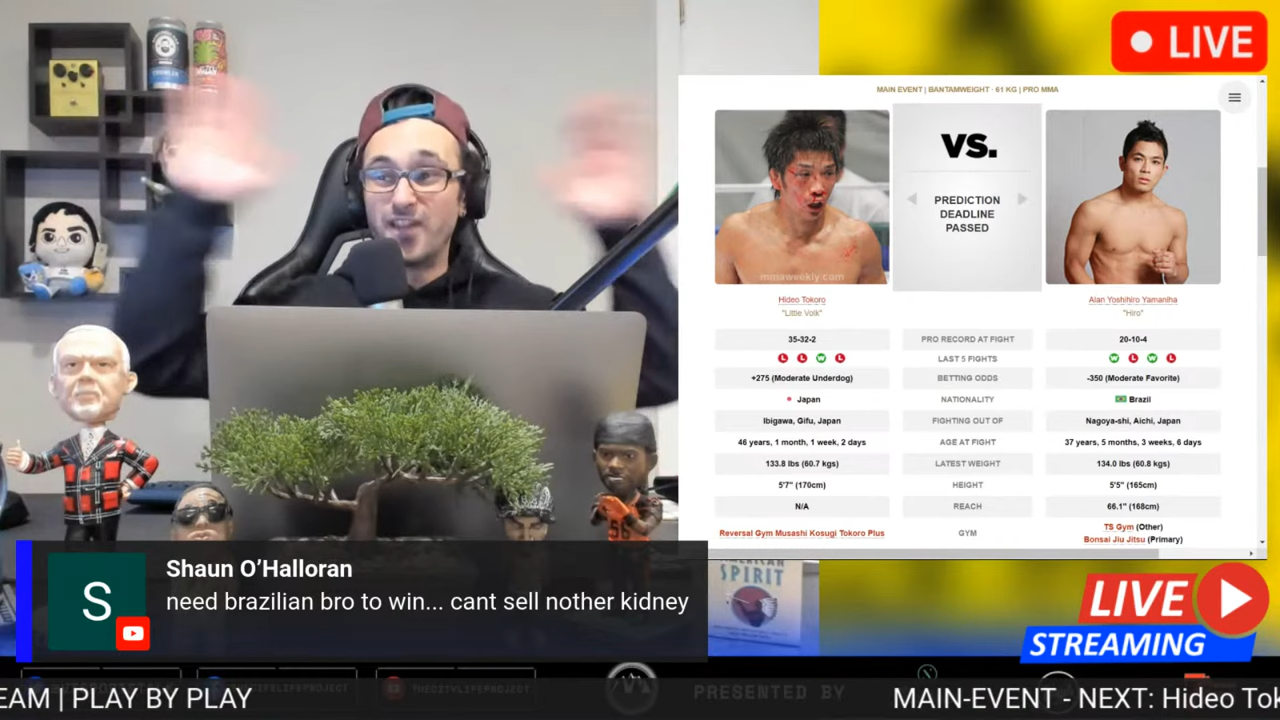 LIVE
MAIN EVENT | BANTAMWEIGHT · 61 KG | PRO MMA
VS.
PREDICTION
DEADLINE
PASSED
mmaweekly.com
Hideo Tokoro
Alan Yoshihiro Yamaniha
"Little Volk"
"Hiro"
35-32-2
PRO RECORD AT FIGHT
20-10-4
L L W L
LAST 5 FIGHTS
W L W L
+275 (Moderate Underdog)
BETTING ODDS
-350 (Moderate Favorite)
Japan
NATIONALITY
Brazil
Ibigawa, Gifu, Japan
FIGHTING OUT OF
Nagoya-shi, Aichi, Japan
46 years, 1 month, 1 week, 2 days
AGE AT FIGHT
37 years, 5 months, 3 weeks, 6 days
133.8 lbs (60.7 kgs)
LATEST WEIGHT
134.0 lbs (60.8 kgs)
5'7" (170cm)
HEIGHT
5'5" (165cm)
N/A
REACH
66.1" (168cm)
Reversal Gym Musashi Kosugi Tokoro Plus
GYM
TS Gym (Other)
Bonsai Jiu Jitsu (Primary)
S
Shaun O’Halloran
need brazilian bro to win... cant sell nother kidney
SPIRIT
LIVE
STREAMING
PRESENTED BY
EAM | PLAY BY PLAY
MAIN-EVENT - NEXT: Hideo Tok